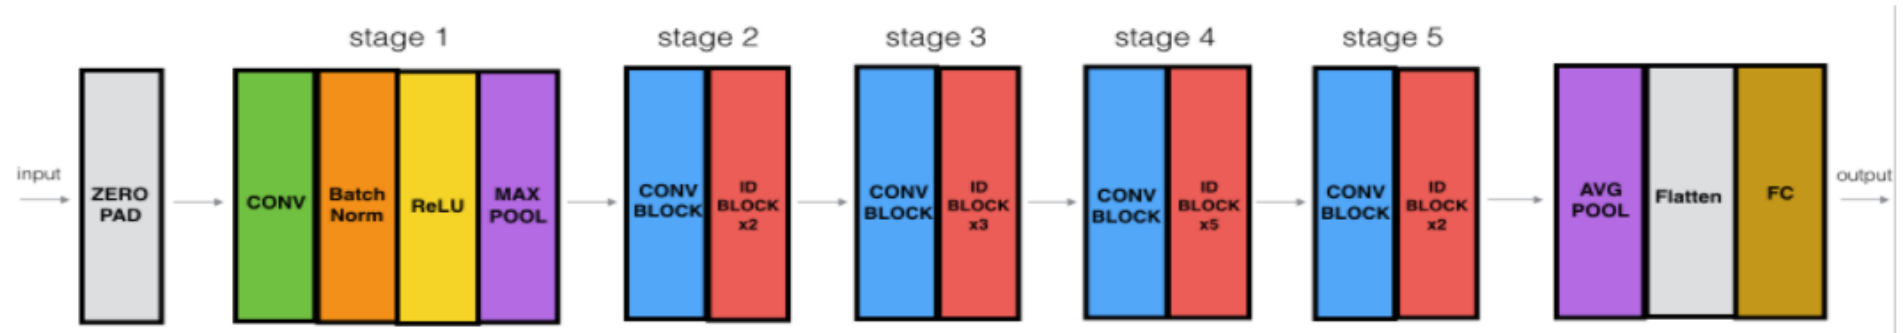 stage 1
stage 2
stage 3
stage 4
stage 5
input
ZERO
PAD
CONV
Batch
Norm
ReLU
MAX
POOL
CONV
BLOCK
ID
BLOCK
x2
CONV
BLOCK
ID
BLOCK
x3
CONV
BLOCK
ID
BLOCK
x5
CONV
BLOCK
ID
BLOCK
x2
AVG
POOL
Flatten
FC
output